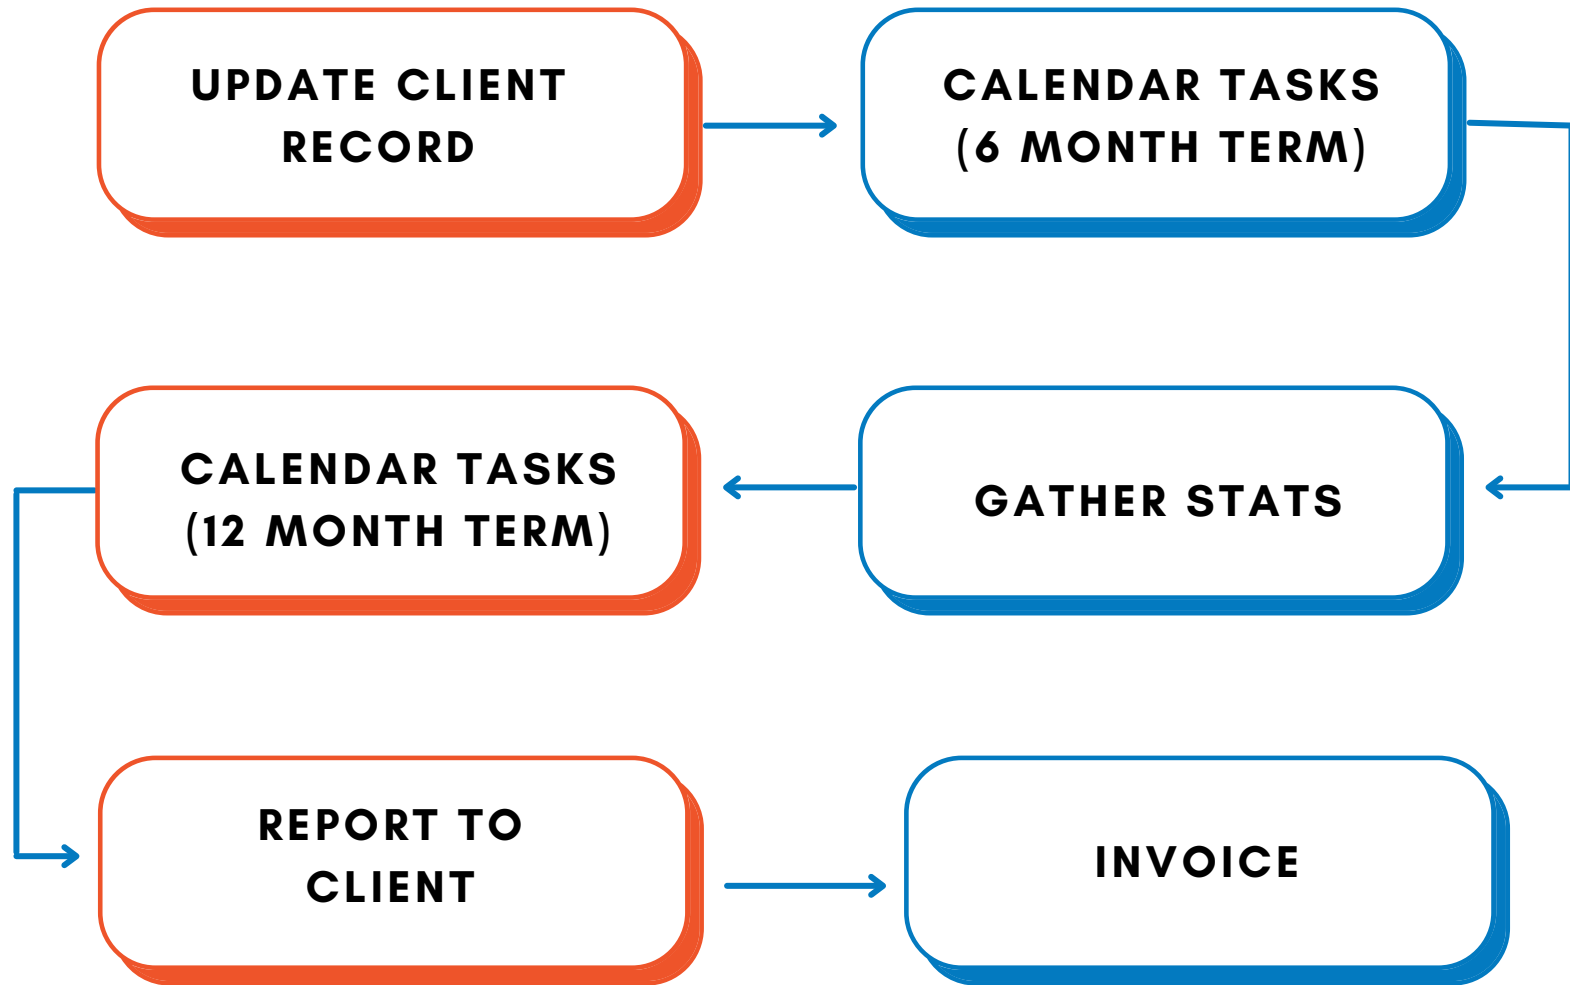 UPDATE CLIENT
RECORD
CALENDAR TASKS
(6 MONTH TERM)
GATHER STATS
CALENDAR TASKS
(12 MONTH TERM)
REPORT TO
CLIENT
INVOICE